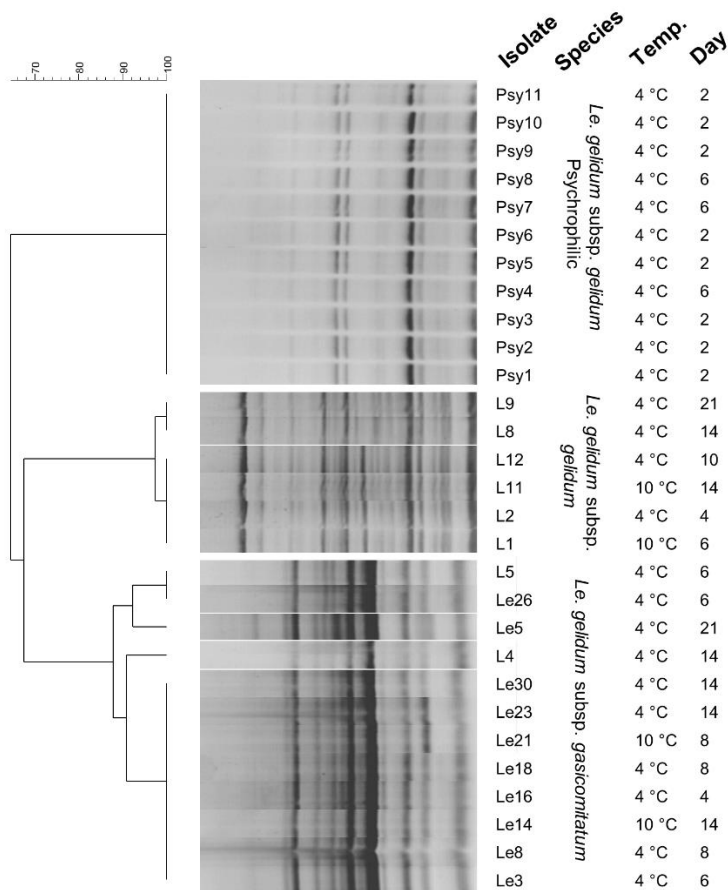 70 80 90 100
Isolate Species Temp. Day
Psy11 4 °C 2
Psy10 4 °C 2
Psy9 4 °C 2
Psy8 4 °C 6
Psy7 4 °C 6
Psy6 4 °C 2
Psy5 4 °C 2
Psy4 4 °C 6
Psy3 4 °C 2
Psy2 4 °C 2
Psy1 4 °C 2
Le. gelidum subsp. gelidum
Psychrophilic
L9 4 °C 21
L8 4 °C 14
L12 4 °C 10
L11 10 °C 14
L2 4 °C 4
L1 10 °C 6
Le. gelidum subsp.
gelidum
L5 4 °C 6
Le26 4 °C 6
Le5 4 °C 21
L4 4 °C 14
Le30 4 °C 14
Le23 4 °C 14
Le21 10 °C 8
Le18 4 °C 8
Le16 4 °C 4
Le14 10 °C 14
Le8 4 °C 8
Le3 4 °C 6
Le. gelidum subsp. gasicomitatum